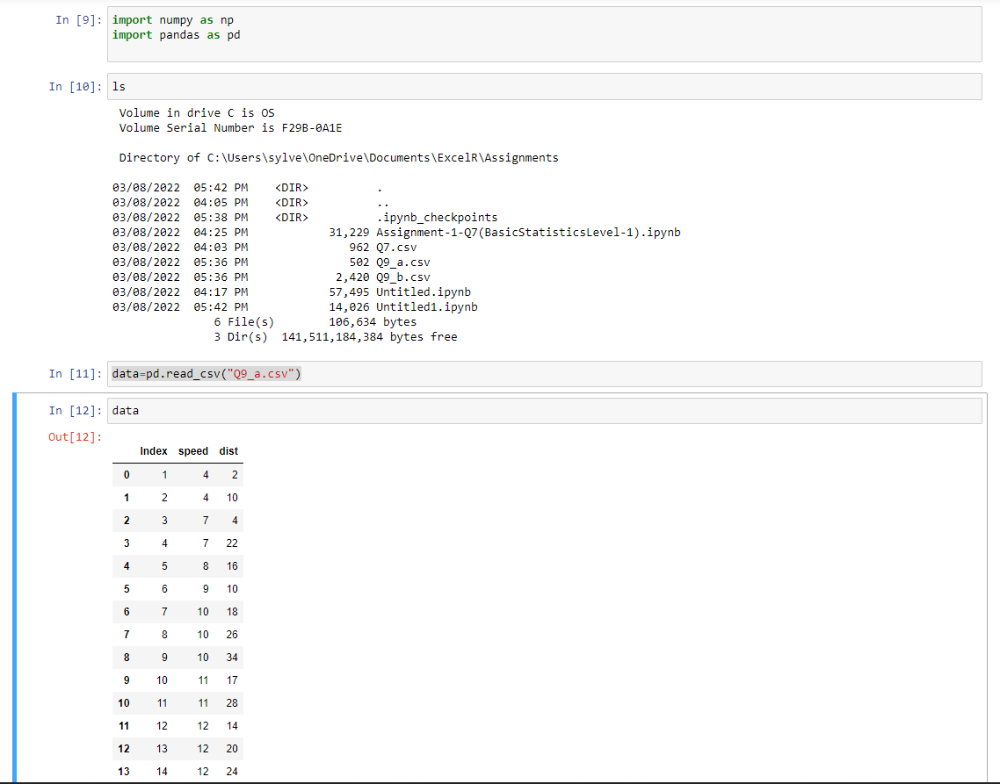 In [9]: import numpy as np
import pandas as pd
In [10]: ls
Volume in drive C is OS
Volume Serial Number is F29B-0A1E
Directory of C:\Users\sylve\OneDrive\Documents\ExcelR\Assignments
03/08/2022  05:42 PM    <DIR>          .
03/08/2022  04:05 PM    <DIR>          ..
03/08/2022  05:38 PM    <DIR>          .ipynb_checkpoints
03/08/2022  04:25 PM            31,229 Assignment-1-Q7(BasicStatisticsLevel-1).ipynb
03/08/2022  04:03 PM               962 Q7.csv
03/08/2022  05:36 PM               502 Q9_a.csv
03/08/2022  05:36 PM             2,420 Q9_b.csv
03/08/2022  04:17 PM            57,495 Untitled.ipynb
03/08/2022  05:42 PM            14,026 Untitled1.ipynb
6 File(s)        106,634 bytes
3 Dir(s)  141,511,184,384 bytes free
In [11]: data=pd.read_csv("Q9_a.csv")
In [12]: data
Out[12]:
Index speed dist
0 1 4 2
1 2 4 10
2 3 7 4
3 4 7 22
4 5 8 16
5 6 9 10
6 7 10 18
7 8 10 26
8 9 10 34
9 10 11 17
10 11 11 28
11 12 12 14
12 13 12 20
13 14 12 24